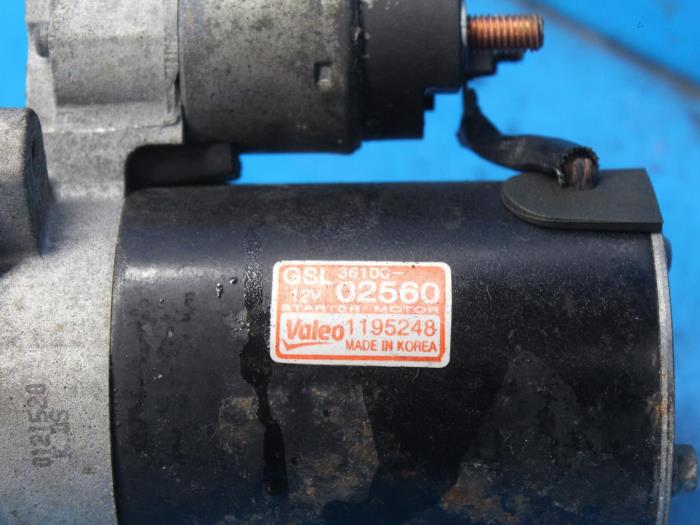 GSL 36100-
12V 02560
STARTER MOTOR
Valeo 1195248
MADE IN KOREA